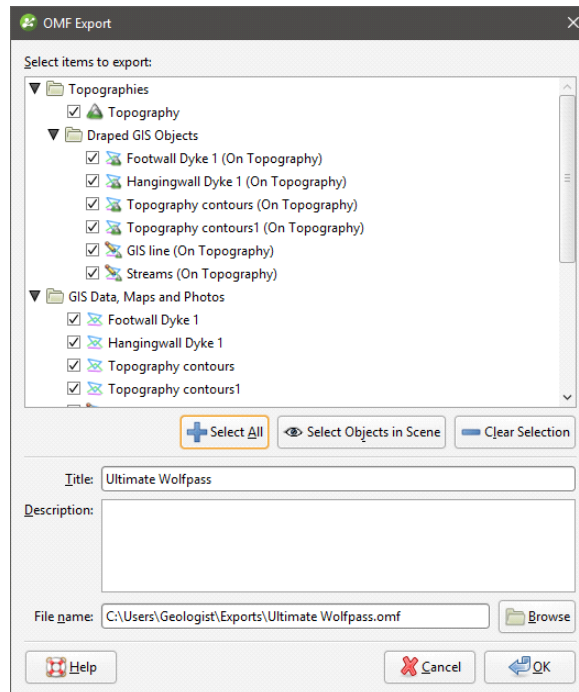 OMF Export
Select items to export:
Topographies
Topography
Draped GIS Objects
Footwall Dyke 1 (On Topography)
Hangingwall Dyke 1 (On Topography)
Topography contours (On Topography)
Topography contours1 (On Topography)
GIS line (On Topography)
Streams (On Topography)
GIS Data, Maps and Photos
Footwall Dyke 1
Hangingwall Dyke 1
Topography contours
Topography contours1
Select All Select Objects in Scene Clear Selection
Title: Ultimate Wolfpass
Description:
File name: C:\Users\Geologist\Exports\Ultimate Wolfpass.omf Browse
Help Cancel OK